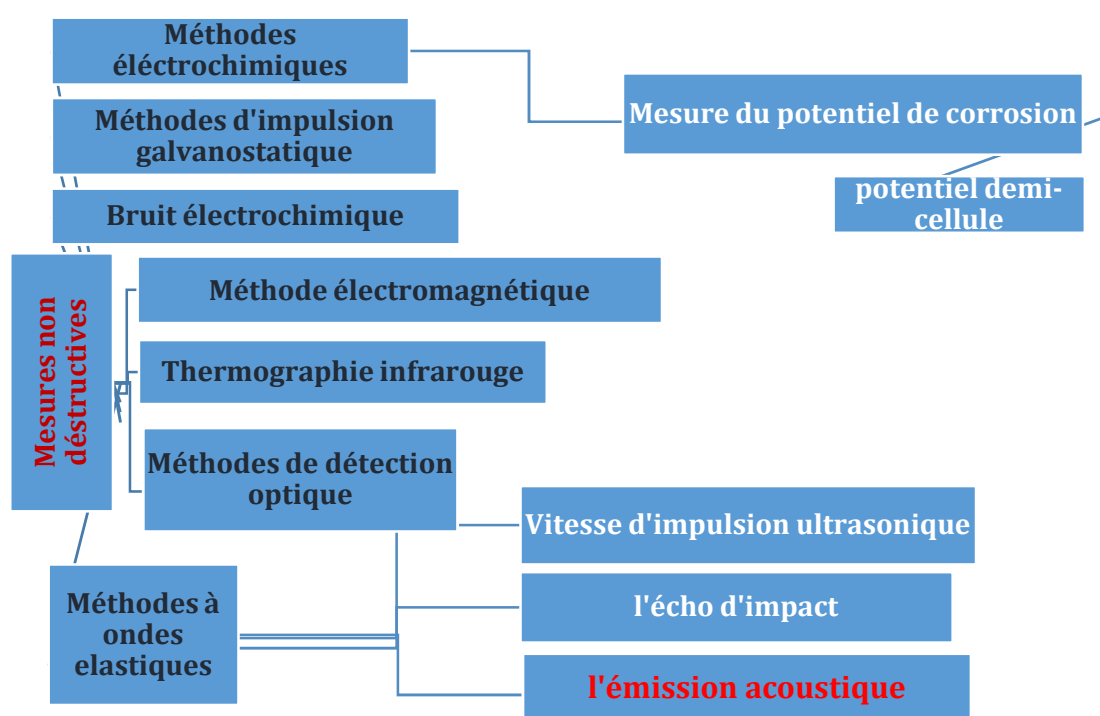 Méthodes
éléctrochimiques
Mesure du potentiel de corrosion
Méthodes d'impulsion
galvanostatique
potentiel demi-
cellule
Bruit électrochimique
Mesures non
déstructives
Méthode électromagnétique
Thermographie infrarouge
Méthodes de détection
optique
Vitesse d'impulsion ultrasonique
Méthodes à
ondes
elastiques
l'écho d'impact
l'émission acoustique